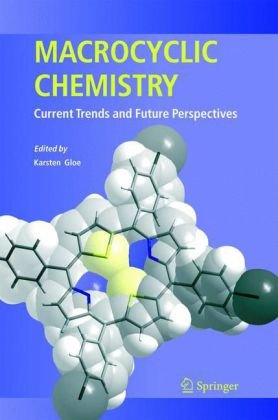 MACROCYCLIC
CHEMISTRY
Current Trends and Future Perspectives
Edited by
Karsten Gloe
Springer